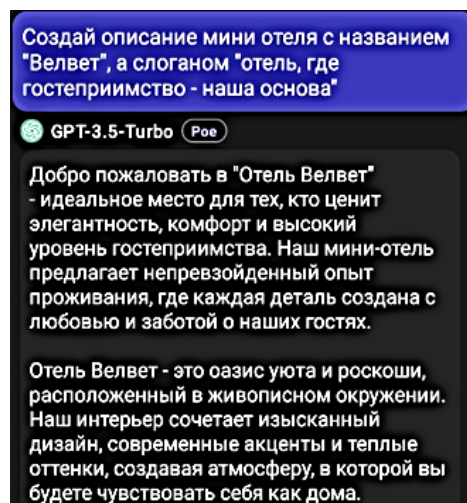 Создай описание мини отеля с названием
"Велвет", а слоганом "отель, где
гостеприимство - наша основа"
GPT-3.5-Turbo Poe
Добро пожаловать в "Отель Велвет"
- идеальное место для тех, кто ценит
элегантность, комфорт и высокий
уровень гостеприимства. Наш мини-отель
предлагает непревзойденный опыт
проживания, где каждая деталь создана с
любовью и заботой о наших гостях.
Отель Велвет - это оазис уюта и роскоши,
расположенный в живописном окружении.
Наш интерьер сочетает изысканный
дизайн, современные акценты и теплые
оттенки, создавая атмосферу, в которой вы
будете чувствовать себя как дома.